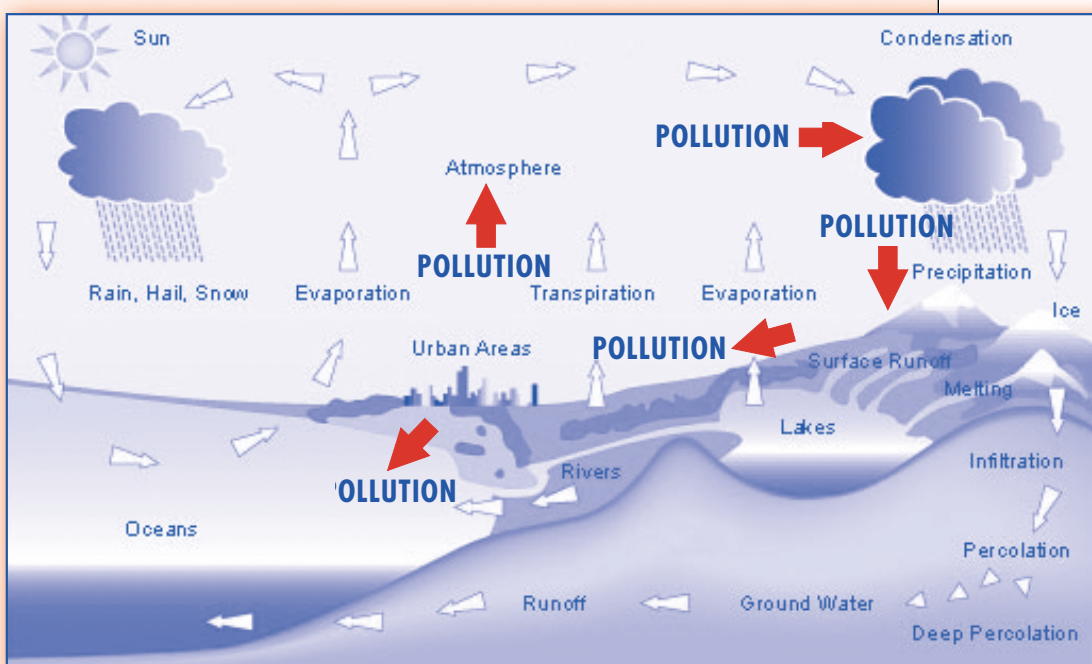 Sun
Condensation
POLLUTION
Atmosphere
POLLUTION
POLLUTION
Precipitation
Rain, Hail, Snow
Evaporation
Transpiration
Evaporation
Ice
Urban Areas
POLLUTION
Surface Runoff
Melting
Lakes
Rivers
Infiltration
POLLUTION
Oceans
Percolation
Runoff
Ground Water
Deep Percolation